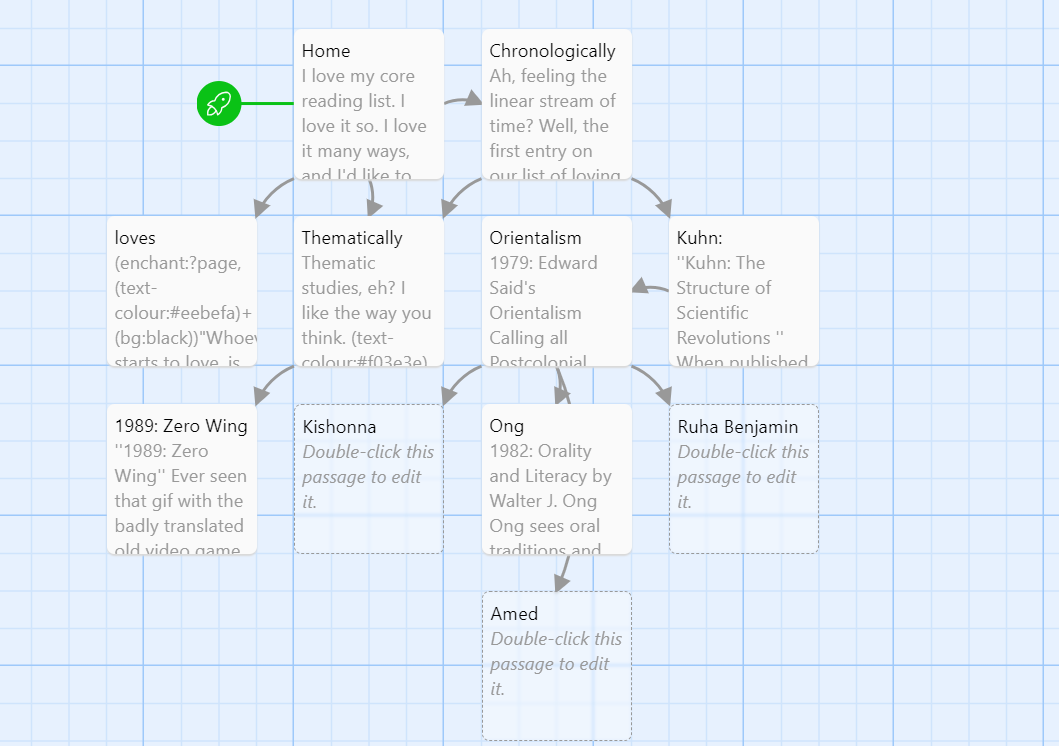 Home
I love my core
reading list. I
love it so. I love
it many ways,
and I'd like to
Chronologically
Ah, feeling the
linear stream of
time? Well, the
first entry on
our list of loving
loves
(enchant:?page,
(text-
colour:#eebefa)+
(bg:black))"Whoev
starts to love, is
Thematically
Thematic
studies, eh? I
like the way you
think. (text-
colour:#f03e3e)
Orientalism
1979: Edward
Said's
Orientalism
Calling all
Postcolonial
Kuhn:
''Kuhn: The
Structure of
Scientific
Revolutions ''
When published
1989: Zero Wing
''1989: Zero
Wing'' Ever seen
that gif with the
badly translated
old video game
Kishonna
Double-click this
passage to edit
it.
Ong
1982: Orality
and Literacy by
Walter J. Ong
Ong sees oral
traditions and
Ruha Benjamin
Double-click this
passage to edit
it.
Amed
Double-click this
passage to edit
it.